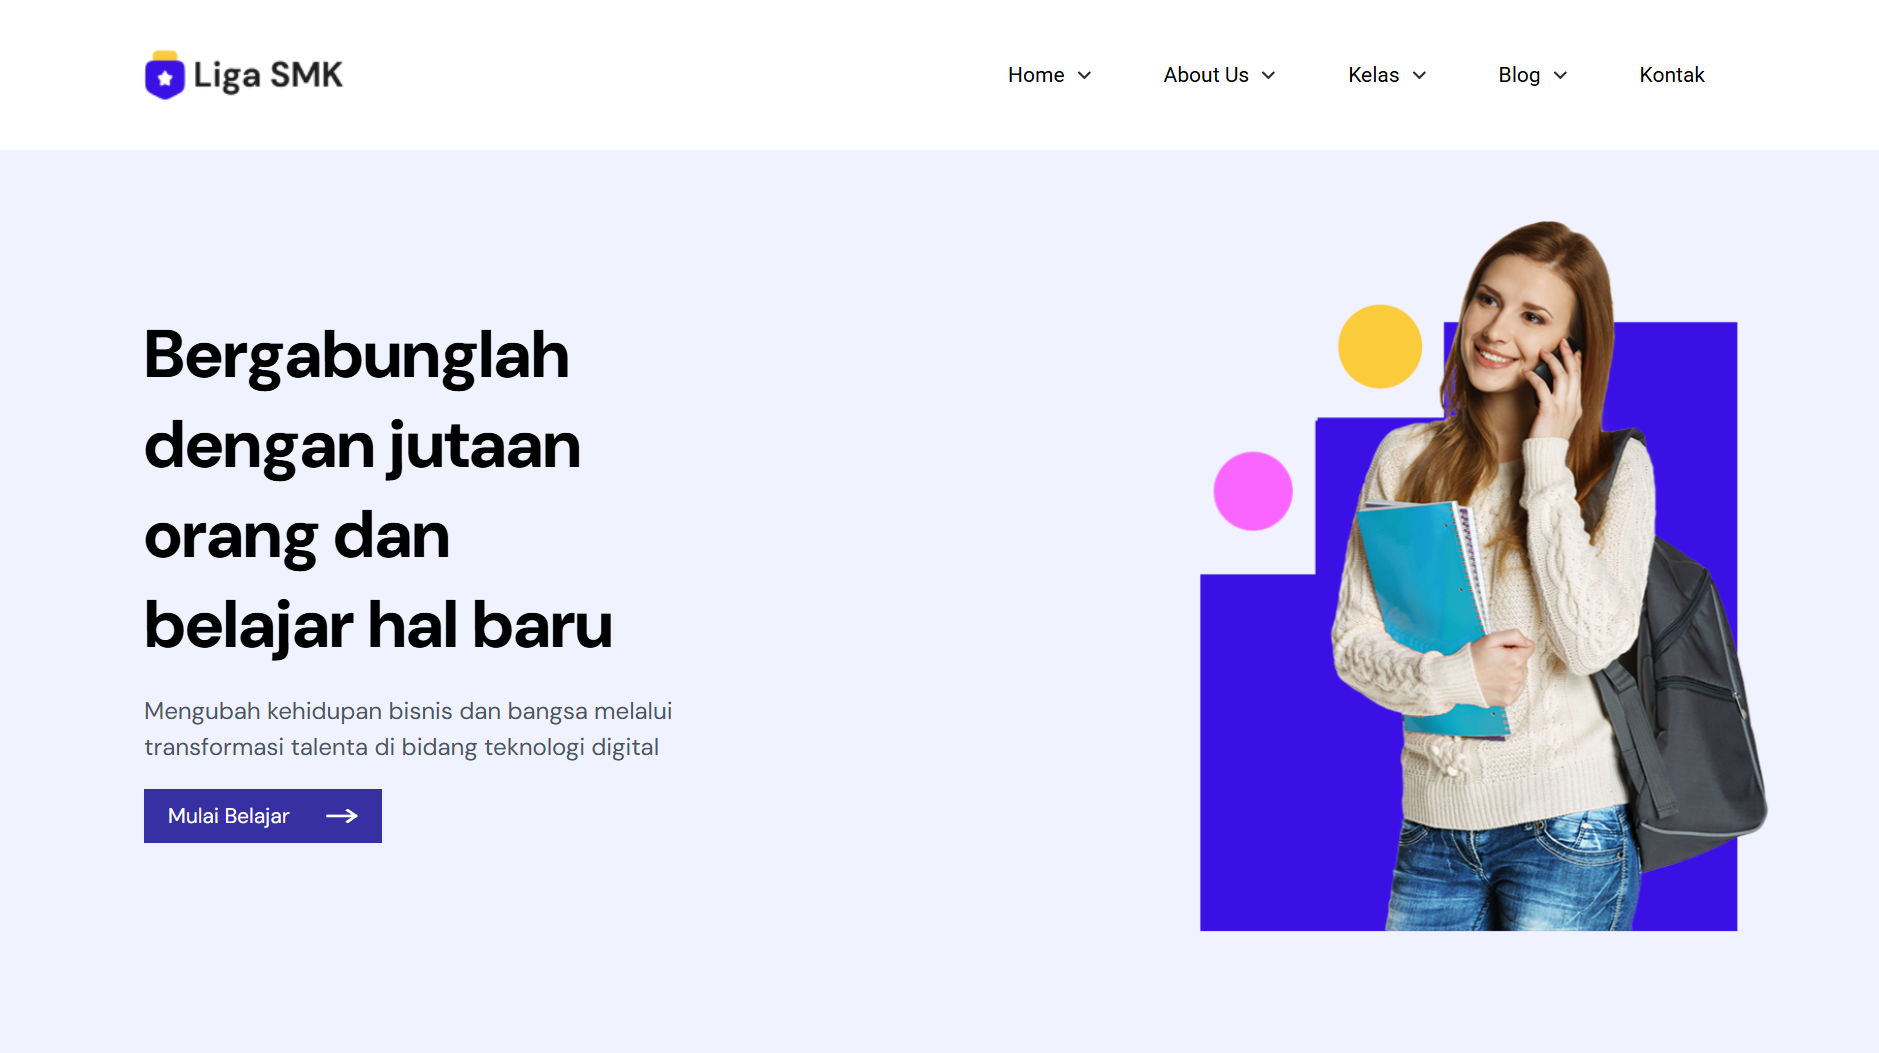 Liga SMK
Home
About Us
Kelas
Blog
Kontak
Bergabunglah
dengan jutaan
orang dan
belajar hal baru
Mengubah kehidupan bisnis dan bangsa melalui
transformasi talenta di bidang teknologi digital
Mulai Belajar